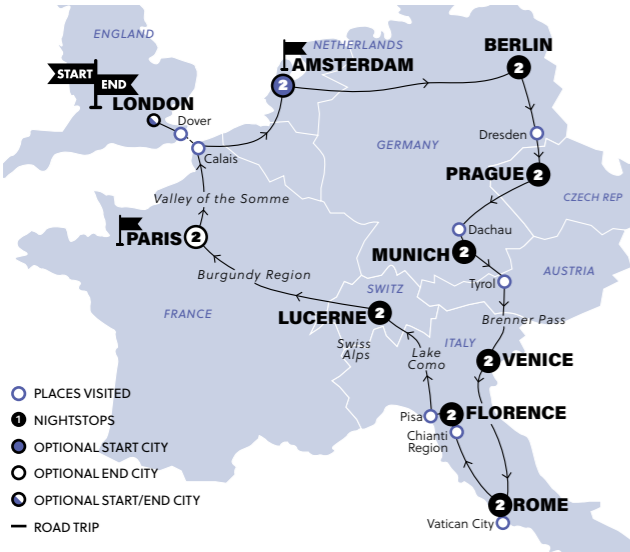 ENGLAND
START
END
LONDON
Dover
Calais
NETHERLANDS
AMSTERDAM
2
BERLIN
2
Dresden
GERMANY
PRAGUE
2
CZECH REP
Valley of the Somme
PARIS
2
Dachau
MUNICH
2
AUSTRIA
Tyrol
Burgundy Region
FRANCE
SWITZ
LUCERNE
2
Swiss
Alps
Lake
Como
ITALY
Brenner Pass
2
VENICE
Pisa
2
FLORENCE
Chianti
Region
2
ROME
Vatican City
PLACES VISITED
1
NIGHTSTOPS
OPTIONAL START CITY
OPTIONAL END CITY
OPTIONAL START/END CITY
ROAD TRIP